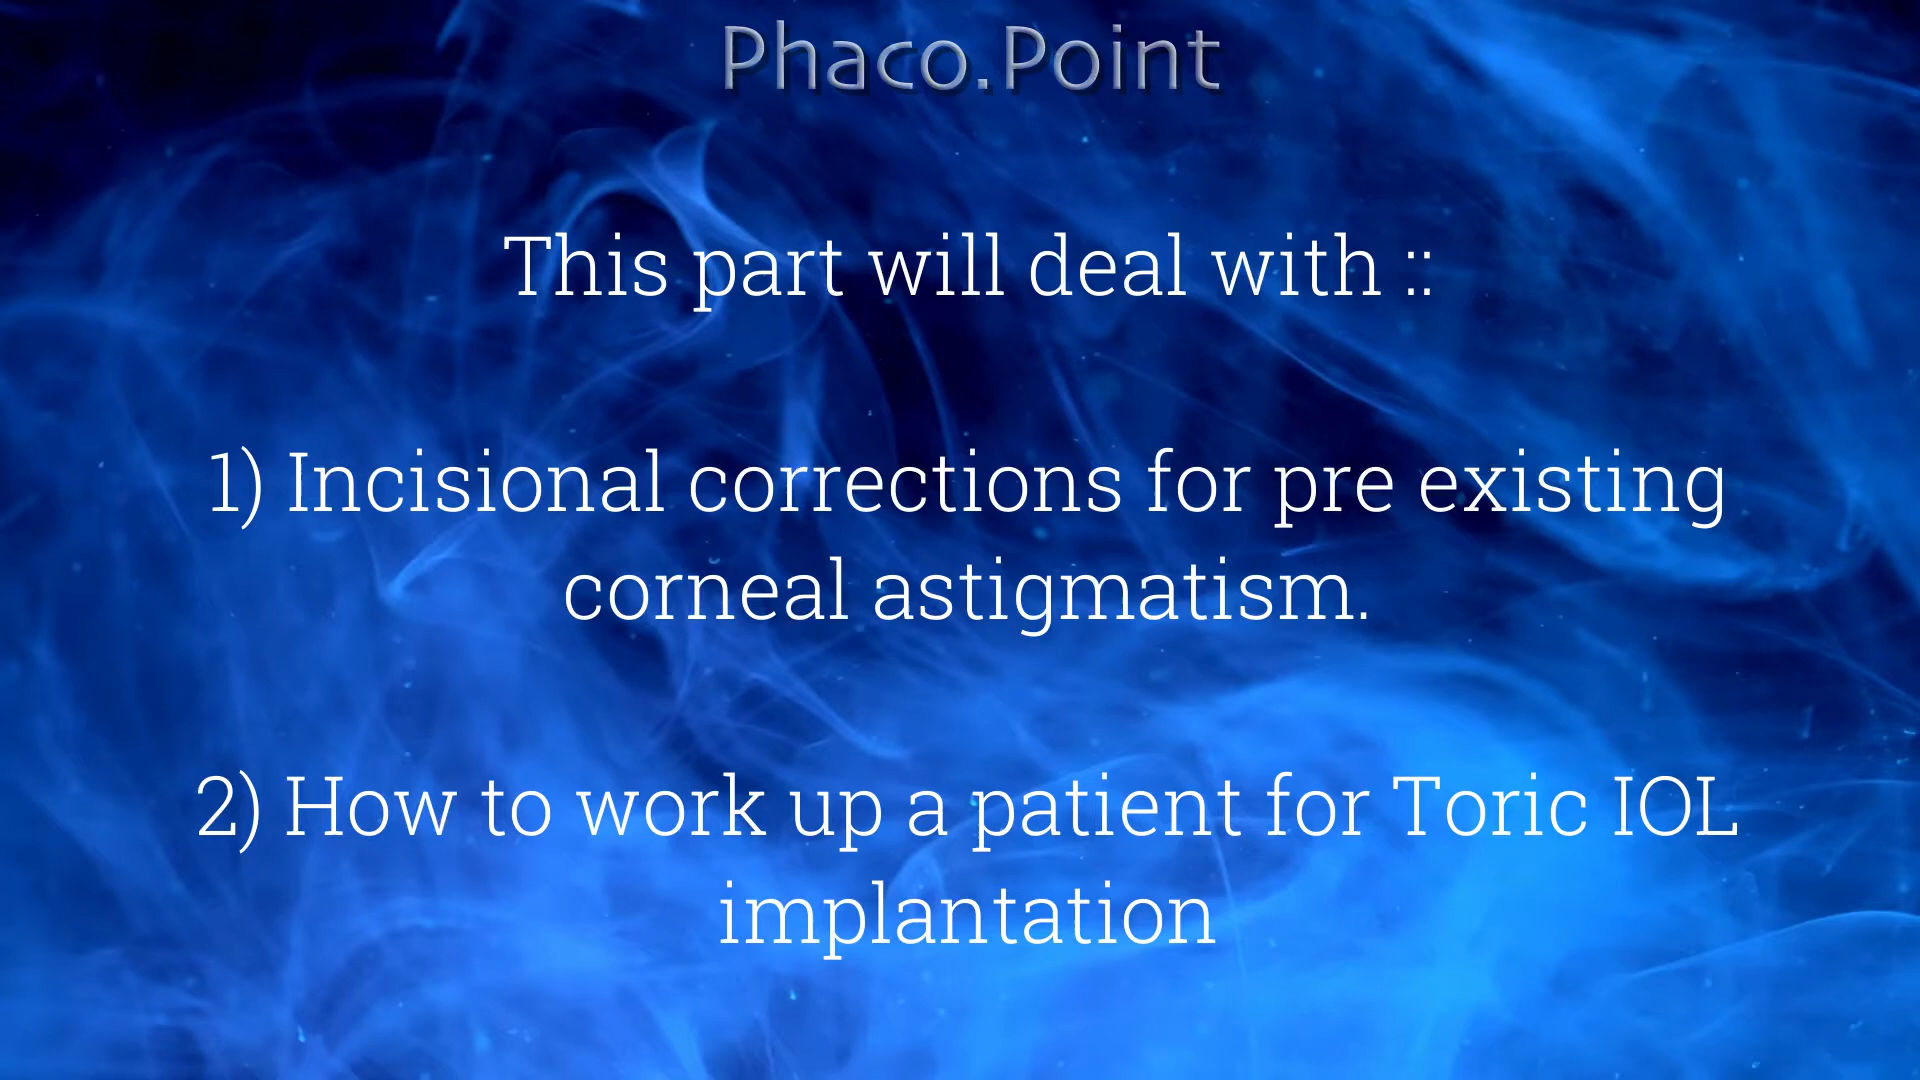 Phaco.Point
This part will deal with ::
1) Incisional corrections for pre existing
corneal astigmatism.
2) How to work up a patient for Toric IOL
implantation